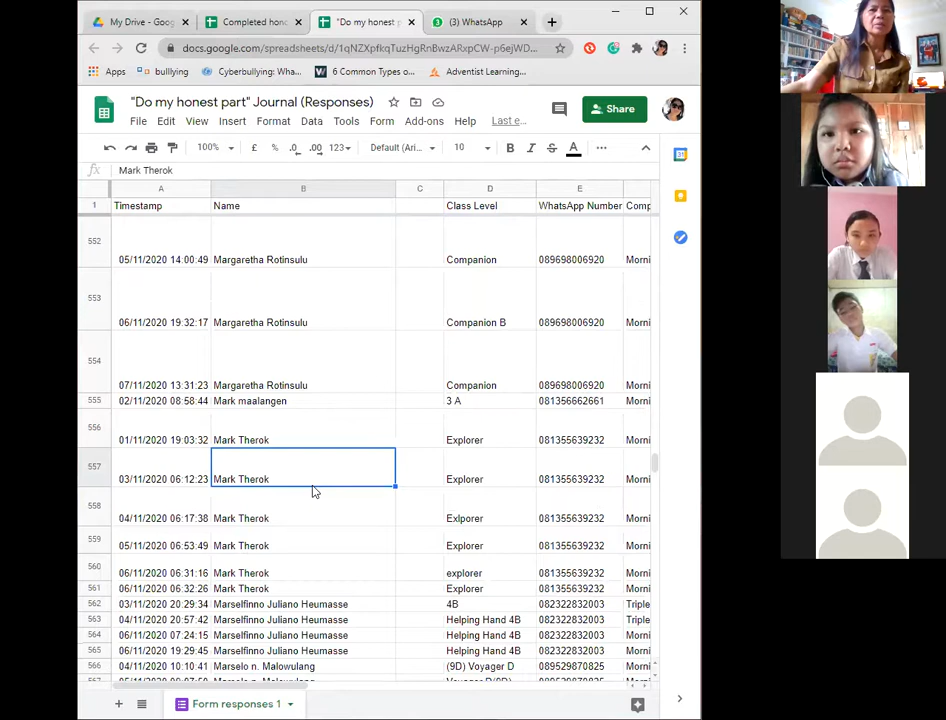 My Drive - Goog
Completed hono
"Do my honest p
(3) WhatsApp
docs.google.com/spreadsheets/d/1qNZXpfkqTuzHgRnBwzARxpCW-p6ejWD...
Apps bulllying Cyberbullying: Wha... 6 Common Types o... Adventist Learning...
"Do my honest part" Journal (Responses)
File Edit View Insert Format Data Tools Form Add-ons Help Last e...
Share
100% £ % .0 .00 123 Default (Ari... 10 B I S A
fx Mark Therok
A B C D E
1 Timestamp Name Class Level WhatsApp Number Comp
552 05/11/2020 14:00:49 Margaretha Rotinsulu Companion 089698006920 Morni
553 06/11/2020 19:32:17 Margaretha Rotinsulu Companion B 089698006920 Morni
554 07/11/2020 13:31:23 Margaretha Rotinsulu Companion 089698006920 Morni
555 02/11/2020 08:58:44 Mark maalangen 3 A 081356662661 Morni
556 01/11/2020 19:03:32 Mark Therok Explorer 081355639232 Morni
557 03/11/2020 06:12:23 Mark Therok Explorer 081355639232 Morni
558 04/11/2020 06:17:38 Mark Therok Exlporer 081355639232 Morni
559 05/11/2020 06:53:49 Mark Therok Explorer 081355639232 Morni
560 06/11/2020 06:31:16 Mark Therok explorer 081355639232 Morni
561 06/11/2020 06:32:26 Mark Therok Explorer 081355639232 Morni
562 03/11/2020 20:29:34 Marselfinno Juliano Heumasse 4B 082322832003 Triple
563 04/11/2020 20:57:42 Marselfinno Juliano Heumasse Helping Hand 4B 082322832003 Triple
564 06/11/2020 07:24:15 Marselfinno Juliano Heumasse Helping Hand 4B 082322832003 Morni
565 06/11/2020 19:29:45 Marselfinno Juliano Heumasse Helping Hand 4B 082322832003 Morni
566 04/11/2020 10:10:41 Marselo n. Malowulang (9D) Voyager D 089529870825 Morni
Form responses 1